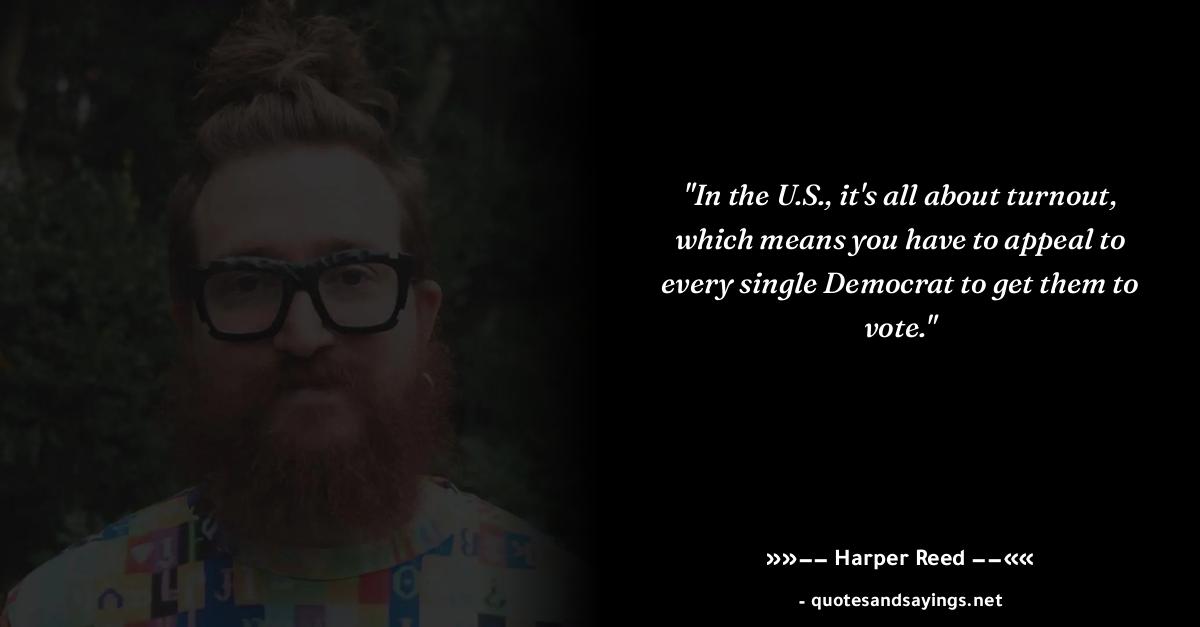 "In the U.S., it's all about turnout,
which means you have to appeal to
every single Democrat to get them to
vote."
»»―― Harper Reed ――««
- quotesandsayings.net